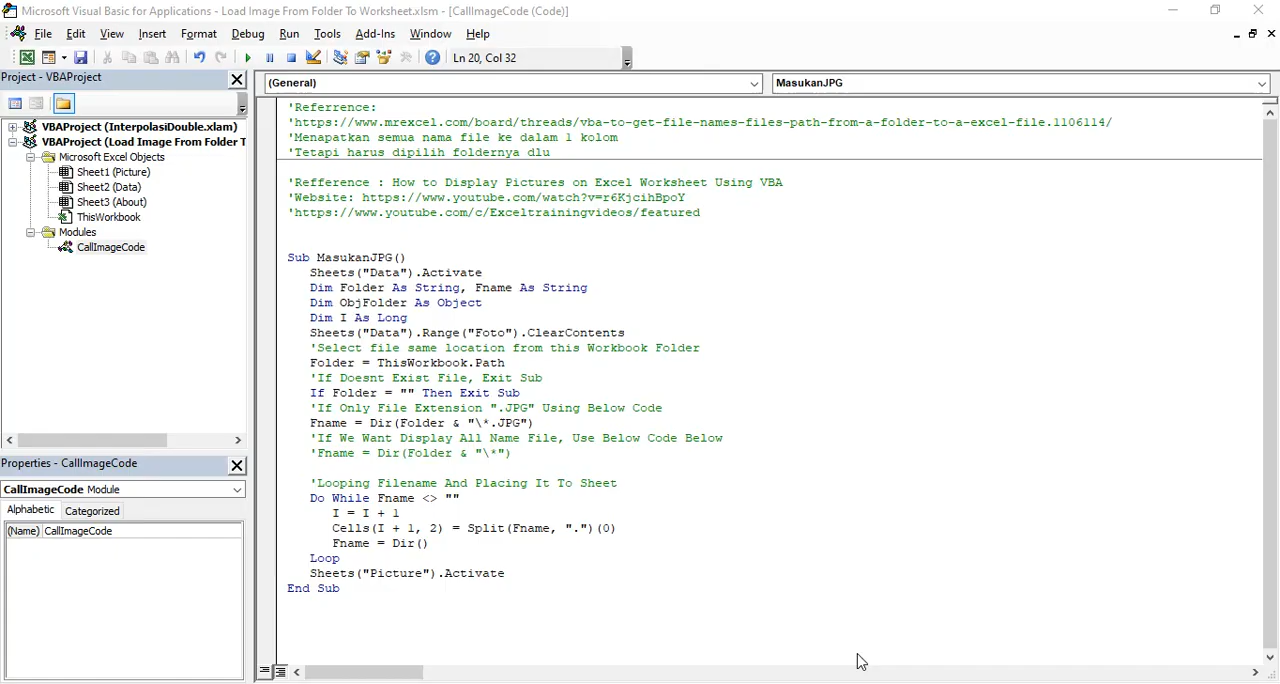 Microsoft Visual Basic for Applications - Load Image From Folder To Worksheet.xlsm - [CallImageCode (Code)]
File Edit View Insert Format Debug Run Tools Add-Ins Window Help
Ln 20, Col 32
Project - VBAProject
VBAProject (InterpolasiDouble.xlam)
VBAProject (Load Image From Folder T
Microsoft Excel Objects
Sheet1 (Picture)
Sheet2 (Data)
Sheet3 (About)
ThisWorkbook
Modules
CallImageCode
Properties - CallImageCode
CallImageCode Module
Alphabetic Categorized
(Name) CallImageCode
(General) MasukanJPG
'Referrence:
'https://www.mrexcel.com/board/threads/vba-to-get-file-names-files-path-from-a-folder-to-a-excel-file.1106114/
'Menapatkan semua nama file ke dalam 1 kolom
'Tetapi harus dipilih foldernya dlu
'Refference : How to Display Pictures on Excel Worksheet Using VBA
'Website: https://www.youtube.com/watch?v=r6KjcihBpoY
'https://www.youtube.com/c/Exceltrainingvideos/featured
Sub MasukanJPG()
Sheets("Data").Activate
Dim Folder As String, Fname As String
Dim ObjFolder As Object
Dim I As Long
Sheets("Data").Range("Foto").ClearContents
'Select file same location from this Workbook Folder
Folder = ThisWorkbook.Path
'If Doesnt Exist File, Exit Sub
If Folder = "" Then Exit Sub
'If Only File Extension ".JPG" Using Below Code
Fname = Dir(Folder & "\*.JPG")
'If We Want Display All Name File, Use Below Code Below
'Fname = Dir(Folder & "\*")
'Looping Filename And Placing It To Sheet
Do While Fname <> ""
I = I + 1
Cells(I + 1, 2) = Split(Fname, ".")(0)
Fname = Dir()
Loop
Sheets("Picture").Activate
End Sub